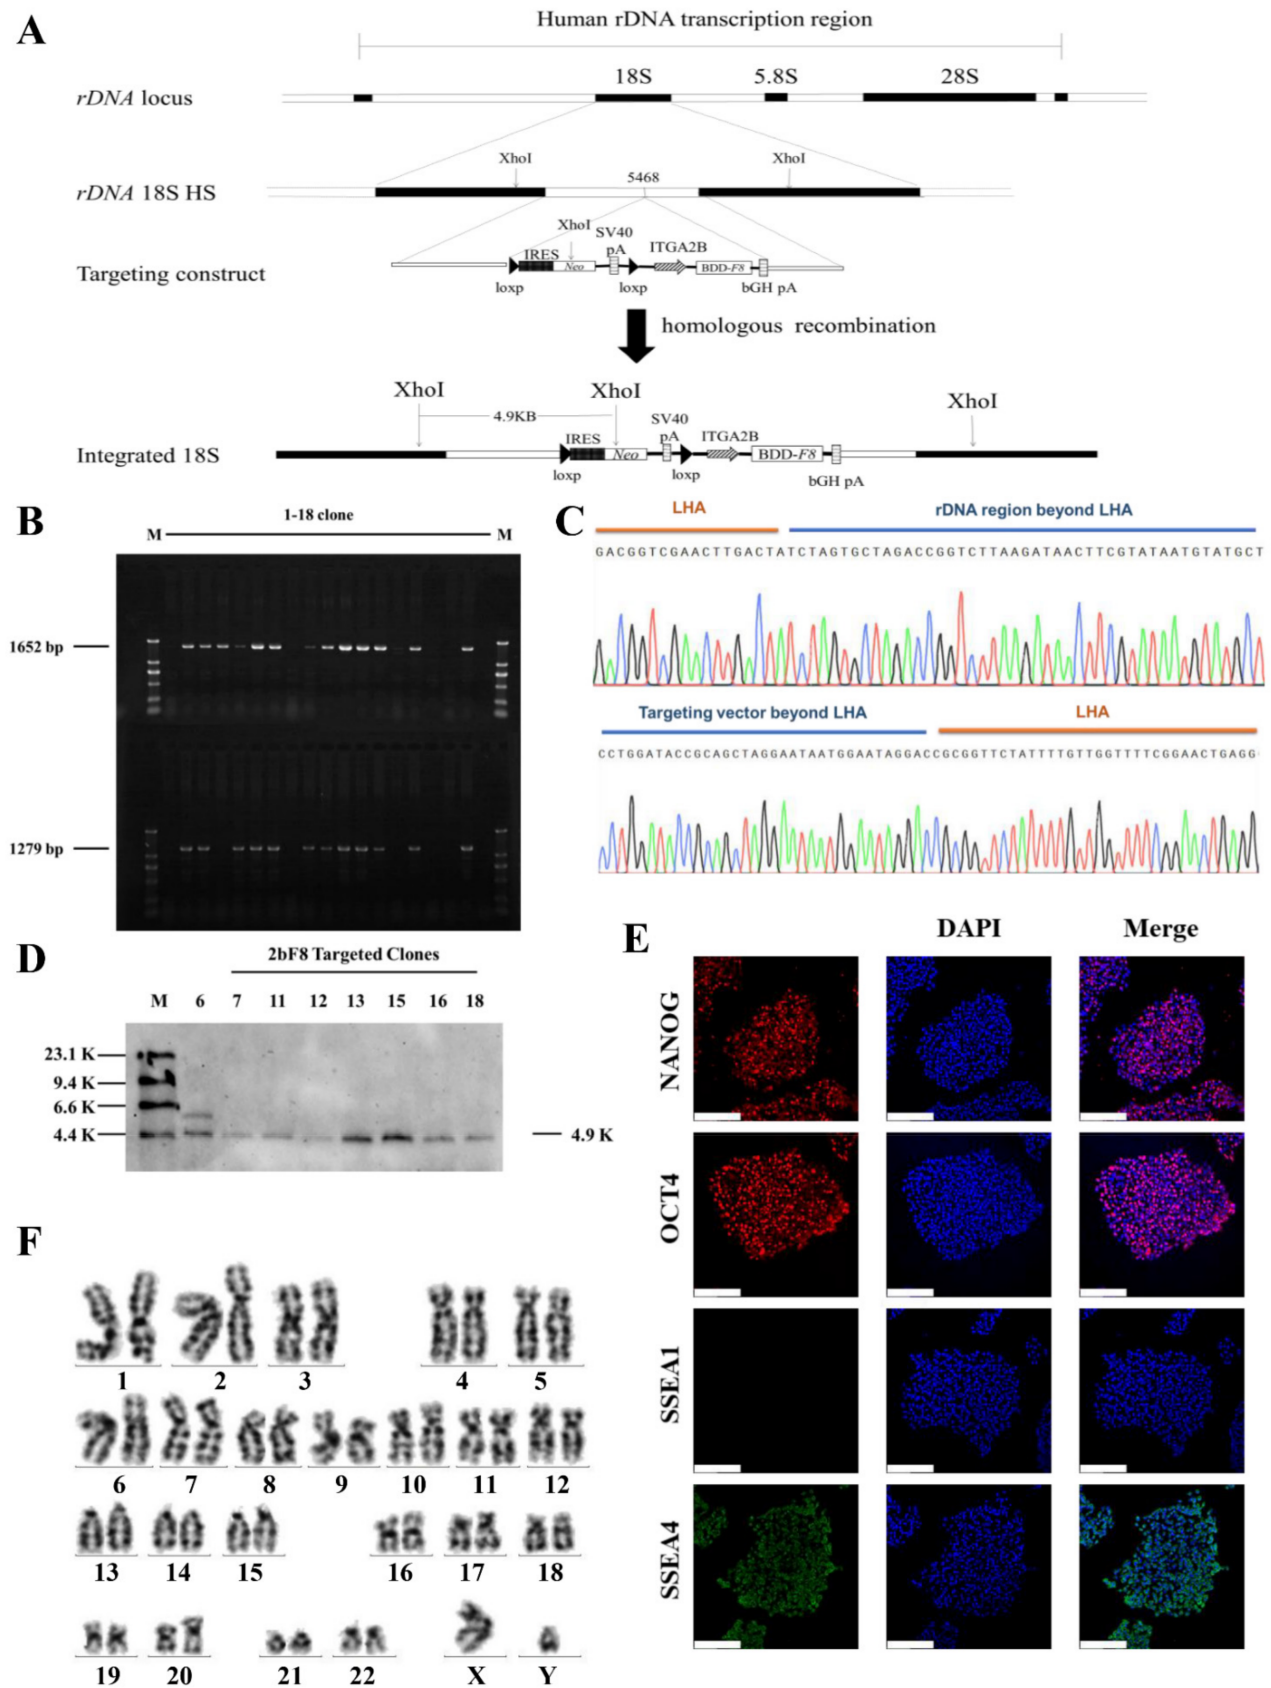 A
Human rDNA transcription region
18S 5.8S 28S
rDNA locus
XhoI XhoI
5468
rDNA 18S HS
XhoI SV40 pA ITGA2B
IRES Neo BDD-F8
Targeting construct
loxp loxp bGH pA
homologous recombination
XhoI XhoI XhoI
4.9KB
SV40 pA
IRES ITGA2B
Integrated 18S
Neo BDD-F8
loxp loxp bGH pA
B
1-18 clone
M M
1652 bp
1279 bp
C
LHA rDNA region beyond LHA
GACGGTCGAACTTGACTATCTAGTGCTAGACCGGTCTTAAGATAACTTCGTATAATGTATGCT
Targeting vector beyond LHA LHA
CCTGGATACCGCAGCTAGGAATAATGGAATAGGACCGCGGTTCTATTTTGTTGGTTTTCGGAACTGAGG
D
2bF8 Targeted Clones
M 6 7 11 12 13 15 16 18
23.1 K
9.4 K
6.6 K
4.4 K
4.9 K
E
DAPI Merge
NANOG
OCT4
SSEA1
SSEA4
F
1 2 3 4 5
6 7 8 9 10 11 12
13 14 15 16 17 18
19 20 21 22 X Y